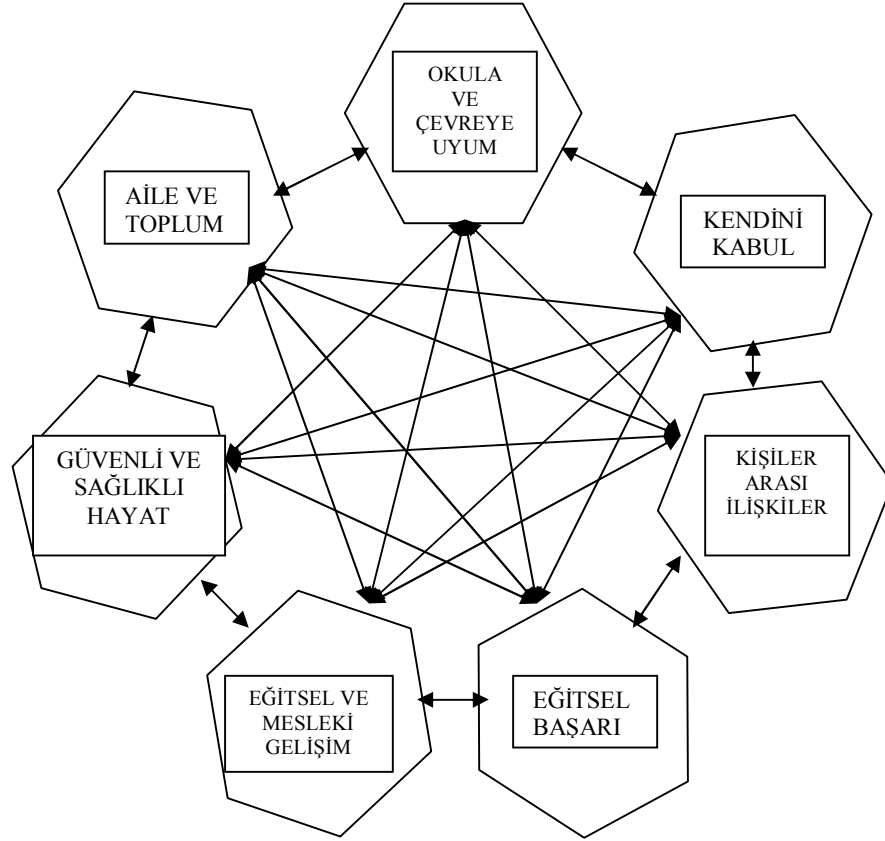 OKULA
VE
ÇEVREYE
UYUM
AİLE VE
TOPLUM
KENDİNİ
KABUL
GÜVENLİ VE
SAĞLIKLI
HAYAT
KİŞİLER
ARASI
İLİŞKİLER
EĞİTSEL VE
MESLEKİ
GELİŞİM
EĞİTSEL
BAŞARI